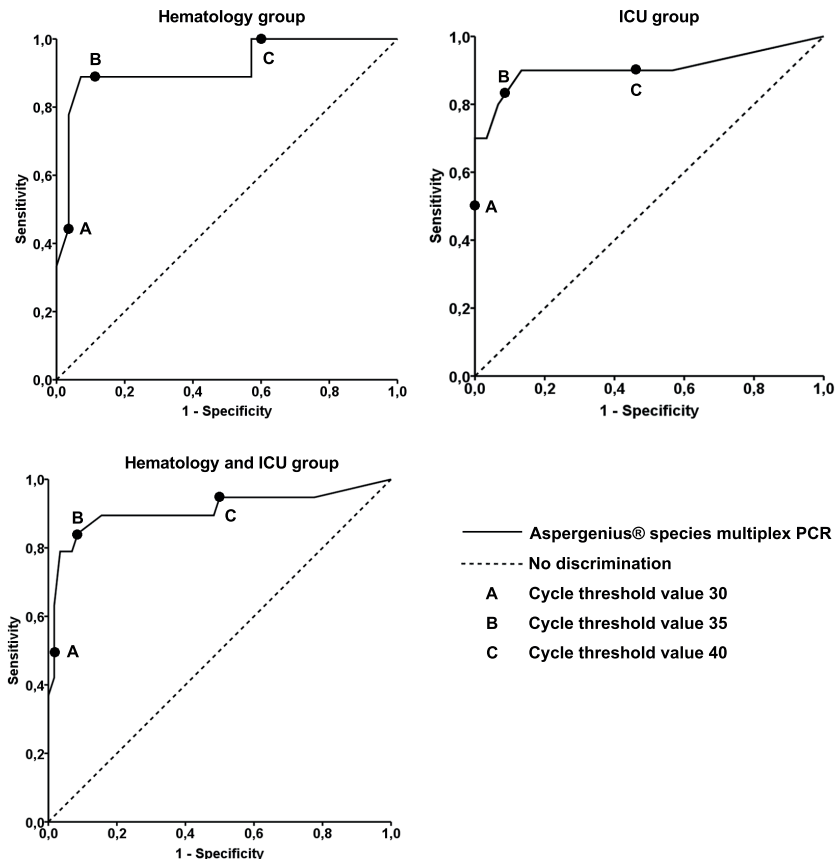 Hematology group
1,0
0,8
0,6
0,4
0,2
0,0
Sensitivity
A
B
C
0,0 0,2 0,4 0,6 0,8 1,0
1 - Specificity
ICU group
1,0
0,8
0,6
0,4
0,2
0,0
Sensitivity
A
B
C
0,0 0,2 0,4 0,6 0,8 1,0
1 - Specificity
Hematology and ICU group
1,0
0,8
0,6
0,4
0,2
0,0
Sensitivity
A
B
C
0,0 0,2 0,4 0,6 0,8 1,0
1 - Specificity
Aspergenius® species multiplex PCR
No discrimination
A Cycle threshold value 30
B Cycle threshold value 35
C Cycle threshold value 40